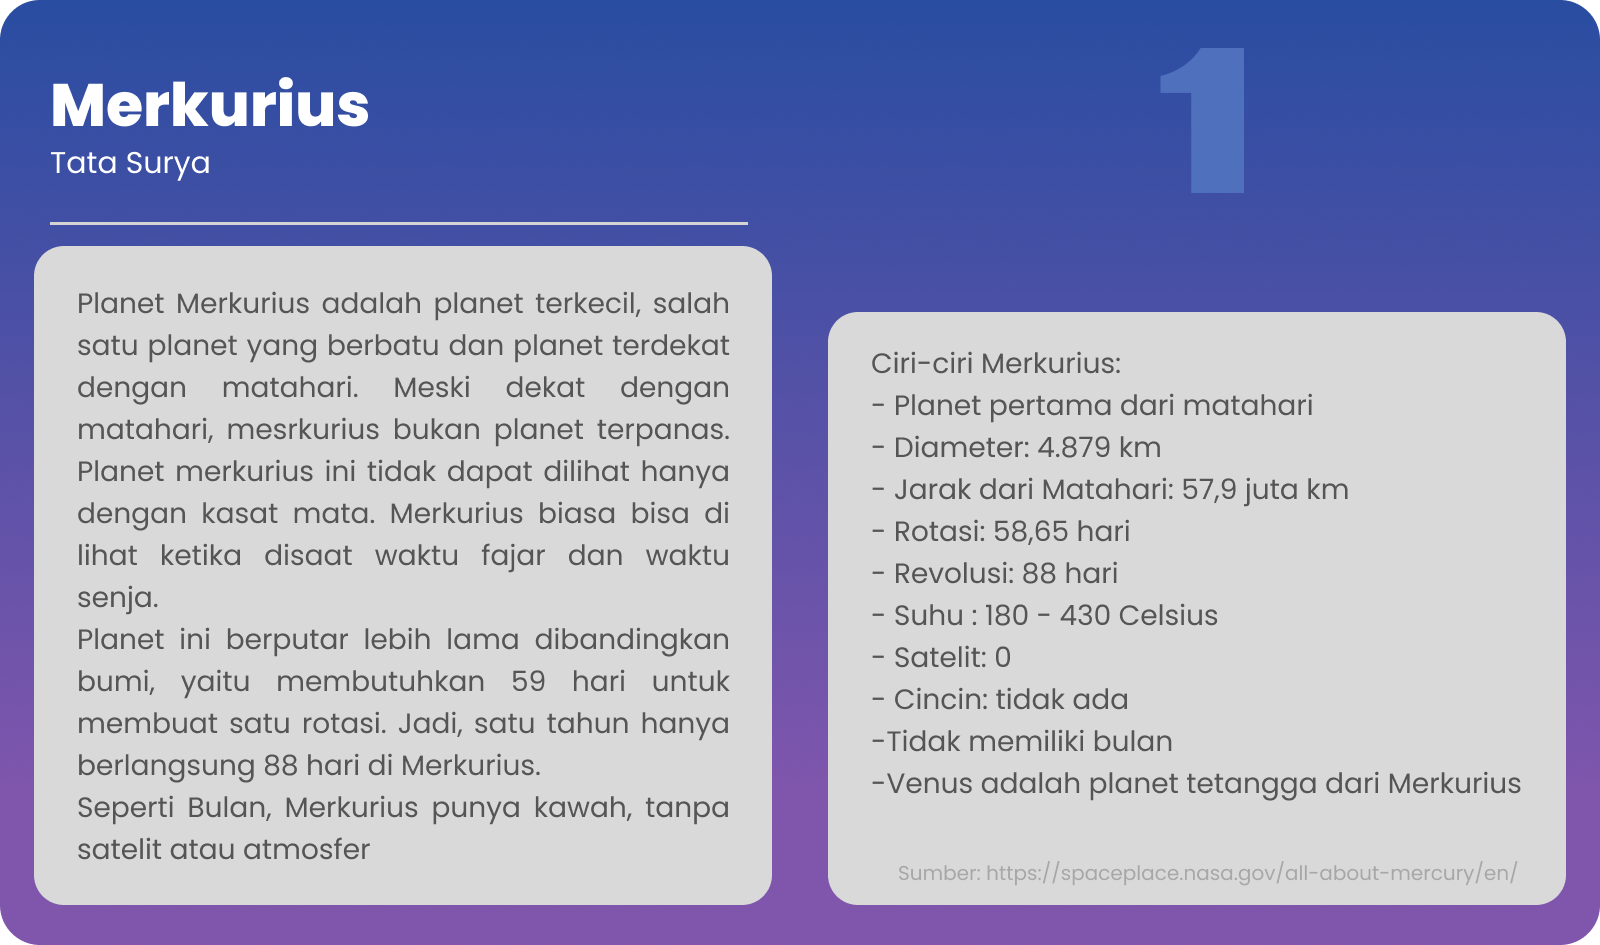 Merkurius
Tata Surya
1
Planet Merkurius adalah planet terkecil, salah
satu planet yang berbatu dan planet terdekat
dengan matahari. Meski dekat dengan
matahari, mesrkurius bukan planet terpanas.
Planet merkurius ini tidak dapat dilihat hanya
dengan kasat mata. Merkurius biasa bisa di
lihat ketika disaat waktu fajar dan waktu
senja.
Planet ini berputar lebih lama dibandingkan
bumi, yaitu membutuhkan 59 hari untuk
membuat satu rotasi. Jadi, satu tahun hanya
berlangsung 88 hari di Merkurius.
Seperti Bulan, Merkurius punya kawah, tanpa
satelit atau atmosfer
Ciri-ciri Merkurius:
- Planet pertama dari matahari
- Diameter: 4.879 km
- Jarak dari Matahari: 57,9 juta km
- Rotasi: 58,65 hari
- Revolusi: 88 hari
- Suhu : 180 - 430 Celsius
- Satelit: 0
- Cincin: tidak ada
-Tidak memiliki bulan
-Venus adalah planet tetangga dari Merkurius
Sumber: https://spaceplace.nasa.gov/all-about-mercury/en/